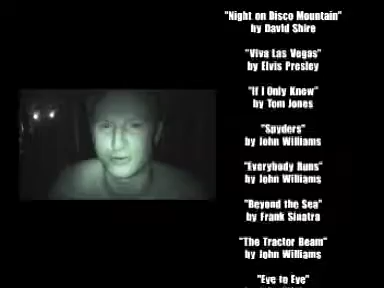 "Night on Disco Mountain"
by David Shire
"Viva Las Vegas"
by Elvis Presley
"If I Only Knew"
by Tom Jones
"Spyders"
by John Williams
"Everybody Runs"
by John Williams
"Beyond the Sea"
by Frank Sinatra
"The Tractor Beam"
by John Williams
"Eye to Eye"